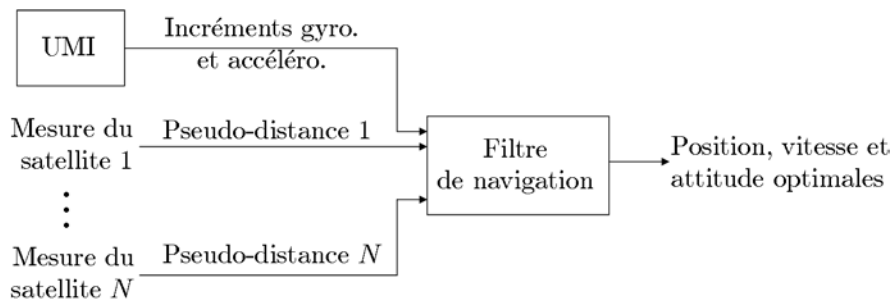 UMI
Incréments gyro.
et accéléro.
Mesure du
satellite 1
Pseudo-distance 1
Filtre
de navigation
Position, vitesse et
attitude optimales
Mesure du
satellite N
Pseudo-distance N